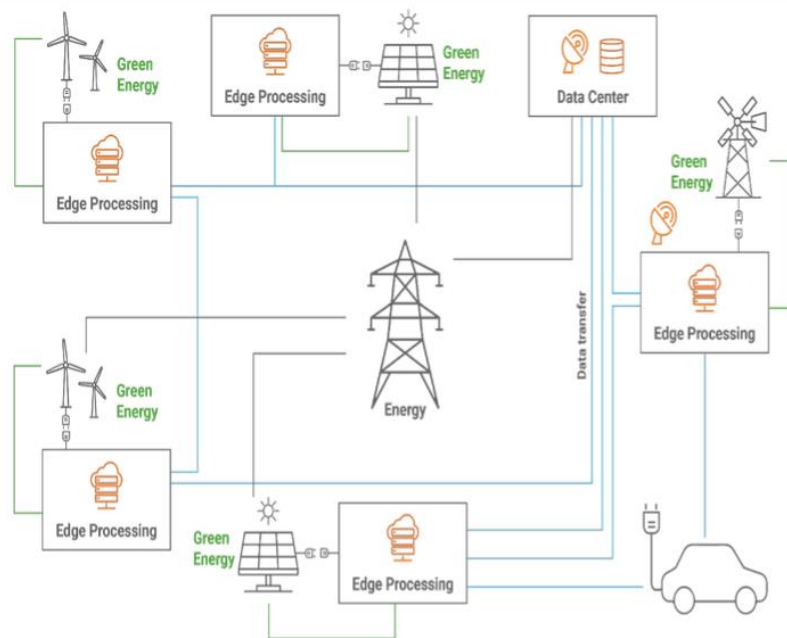 Green
Energy
Edge Processing
Edge Processing
Green
Energy
Data Center
Green
Energy
Edge Processing
Data transfer
Energy
Green
Energy
Edge Processing
Green
Energy
Edge Processing